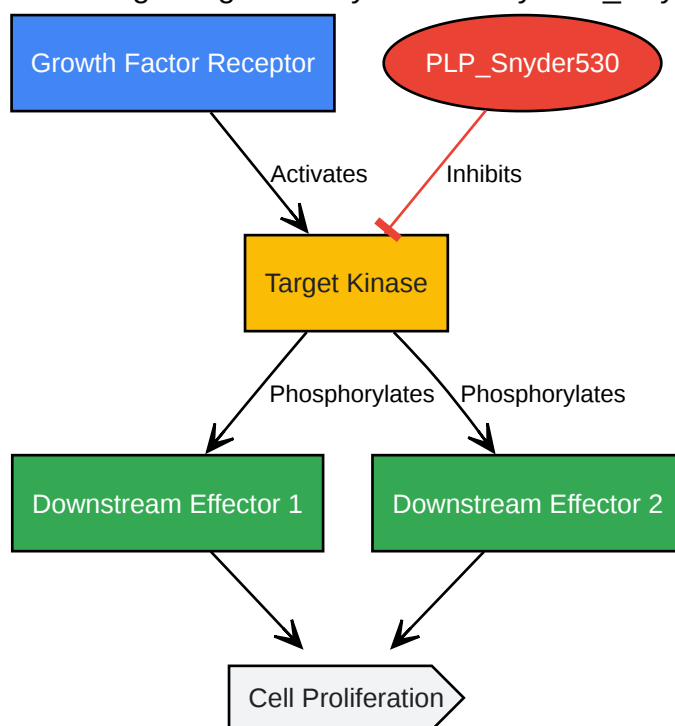 Growth Factor Receptor
PLP_Snyder530
Activates
Inhibits
Target Kinase
Phosphorylates
Phosphorylates
Downstream Effector 1
Downstream Effector 2
Cell Proliferation